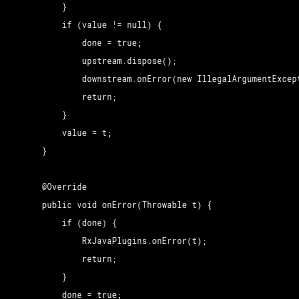 }
if (value != null) {
done = true;
upstream.dispose();
downstream.onError(new IllegalArgumentExcept
return;
}
value = t;
}
@Override
public void onError(Throwable t) {
if (done) {
RxJavaPlugins.onError(t);
return;
}
done = true;